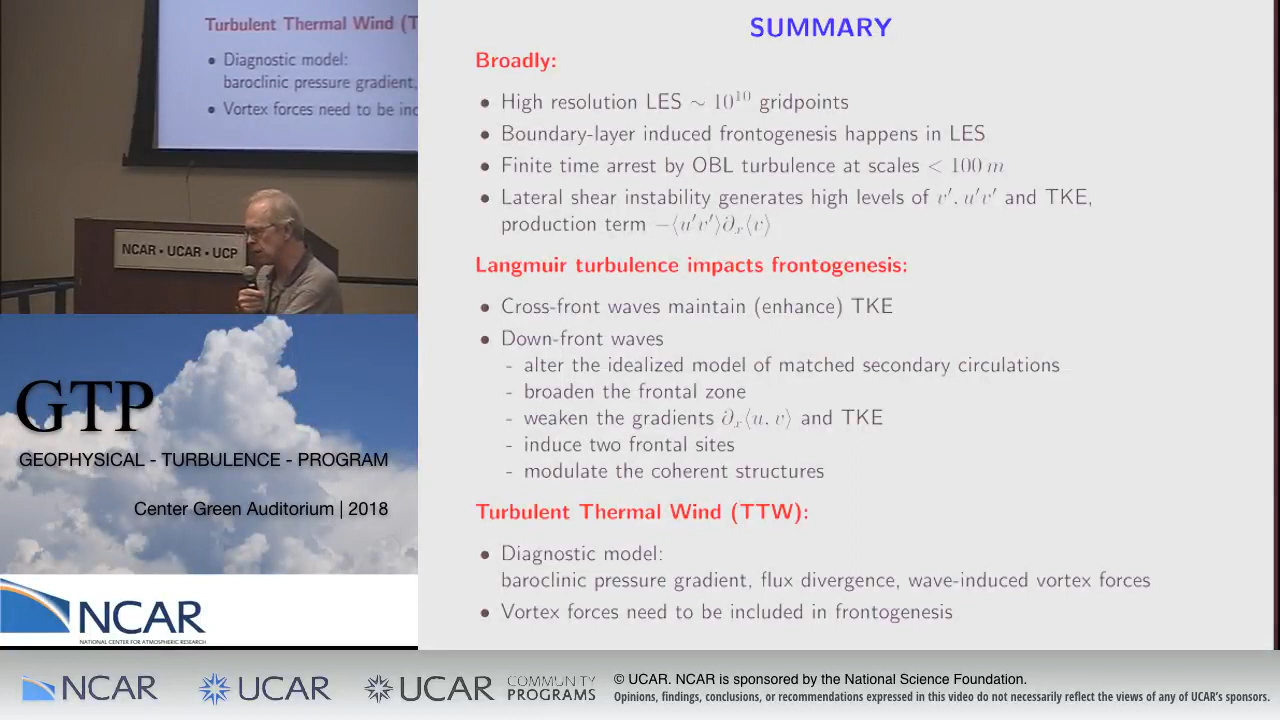 Turbulent Thermal Wind (T
• Diagnostic model:
baroclinic pressure gradient,
• Vortex forces need to be inc
NCAR • UCAR • UCP
GTP
GEOPHYSICAL - TURBULENCE - PROGRAM
Center Green Auditorium | 2018
NCAR
NATIONAL CENTER FOR ATMOSPHERIC RESEARCH
SUMMARY
Broadly:
• High resolution LES ∼ 10¹⁰ gridpoints
• Boundary-layer induced frontogenesis happens in LES
• Finite time arrest by OBL turbulence at scales < 100 m
• Lateral shear instability generates high levels of v′, u′v′ and TKE,
production term −⟨u′v′⟩∂ₓ⟨v⟩
Langmuir turbulence impacts frontogenesis:
• Cross-front waves maintain (enhance) TKE
• Down-front waves
- alter the idealized model of matched secondary circulations
- broaden the frontal zone
- weaken the gradients ∂ₓ⟨u, v⟩ and TKE
- induce two frontal sites
- modulate the coherent structures
Turbulent Thermal Wind (TTW):
• Diagnostic model:
baroclinic pressure gradient, flux divergence, wave-induced vortex forces
• Vortex forces need to be included in frontogenesis
NCAR
UCAR
UCAR
COMMUNITY
PROGRAMS
© UCAR. NCAR is sponsored by the National Science Foundation.
Opinions, findings, conclusions, or recommendations expressed in this video do not necessarily reflect the views of any of UCAR's sponsors.